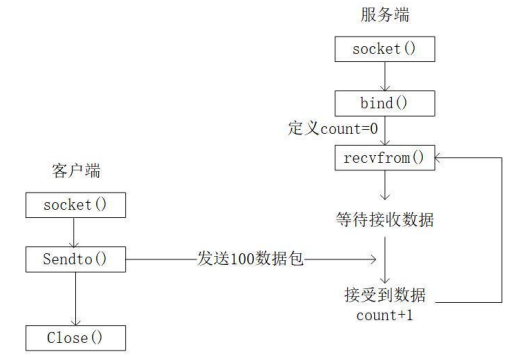 服务端
socket()
bind()
定义count=0
recvfrom()
等待接收数据
客户端
socket()
Sendto()
发送100数据包
接受到数据
count+1
Close()